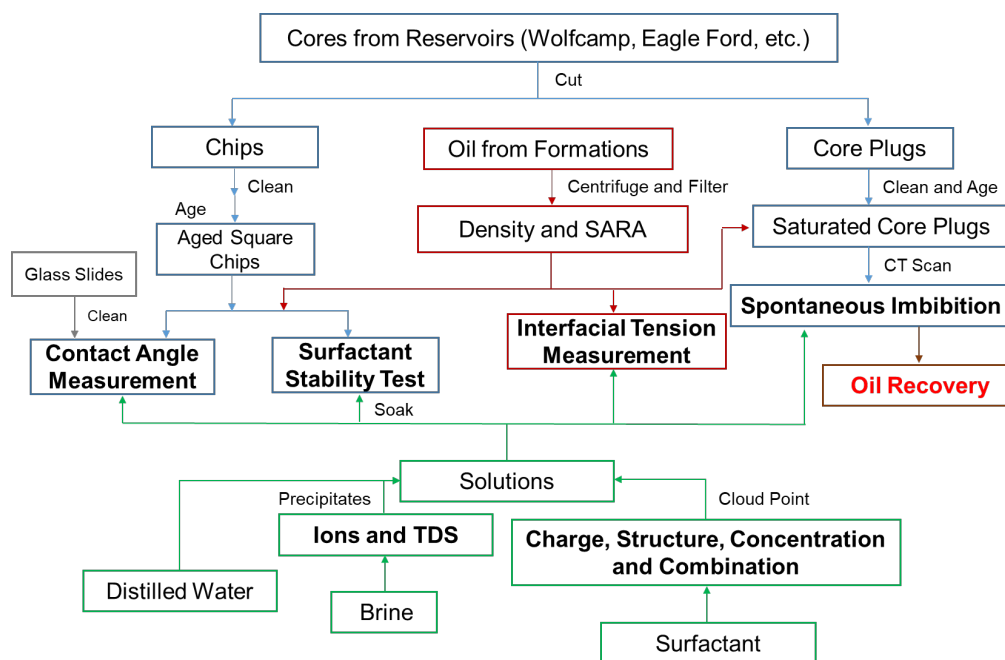 Cores from Reservoirs (Wolfcamp, Eagle Ford, etc.)
Cut
Chips
Oil from Formations
Core Plugs
Clean
Centrifuge and Filter
Clean and Age
Age
Aged Square
Chips
Density and SARA
Saturated Core Plugs
Glass Slides
CT Scan
Clean
Spontaneous Imbibition
Contact Angle
Measurement
Surfactant
Stability Test
Interfacial Tension
Measurement
Oil Recovery
Soak
Solutions
Precipitates
Cloud Point
Ions and TDS
Charge, Structure, Concentration
and Combination
Distilled Water
Brine
Surfactant